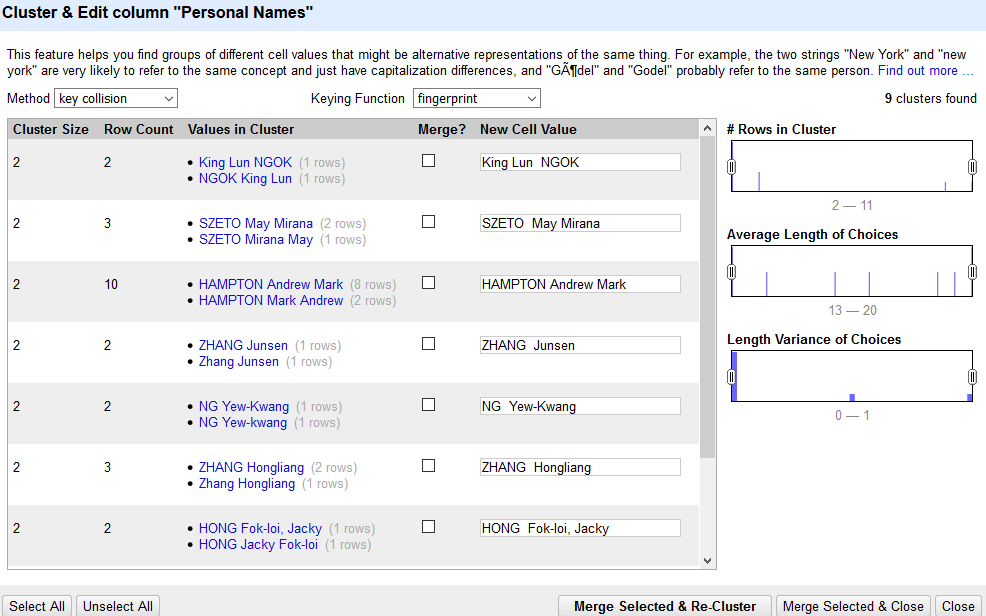 Cluster & Edit column "Personal Names"
This feature helps you find groups of different cell values that might be alternative representations of the same thing. For example, the two strings "New York" and "new
york" are very likely to refer to the same concept and just have capitalization differences, and "GÃ¶del" and "Godel" probably refer to the same person. Find out more ...
Method key collision Keying Function fingerprint 9 clusters found
Cluster Size Row Count Values in Cluster Merge? New Cell Value
2 2 • King Lun NGOK (1 rows) King Lun  NGOK
• NGOK King Lun (1 rows)
2 3 • SZETO May Mirana (2 rows) SZETO  May Mirana
• SZETO Mirana May (1 rows)
2 10 • HAMPTON Andrew Mark (8 rows) HAMPTON Andrew Mark
• HAMPTON Mark Andrew (2 rows)
2 2 • ZHANG Junsen (1 rows) ZHANG  Junsen
• Zhang Junsen (1 rows)
2 2 • NG Yew-Kwang (1 rows) NG  Yew-Kwang
• NG Yew-kwang (1 rows)
2 3 • ZHANG Hongliang (2 rows) ZHANG  Hongliang
• Zhang Hongliang (1 rows)
2 2 • HONG Fok-loi, Jacky (1 rows) HONG  Fok-loi, Jacky
• HONG Jacky Fok-loi (1 rows)
# Rows in Cluster
2 — 11
Average Length of Choices
13 — 20
Length Variance of Choices
0 — 1
Select All Unselect All Merge Selected & Re-Cluster Merge Selected & Close Close